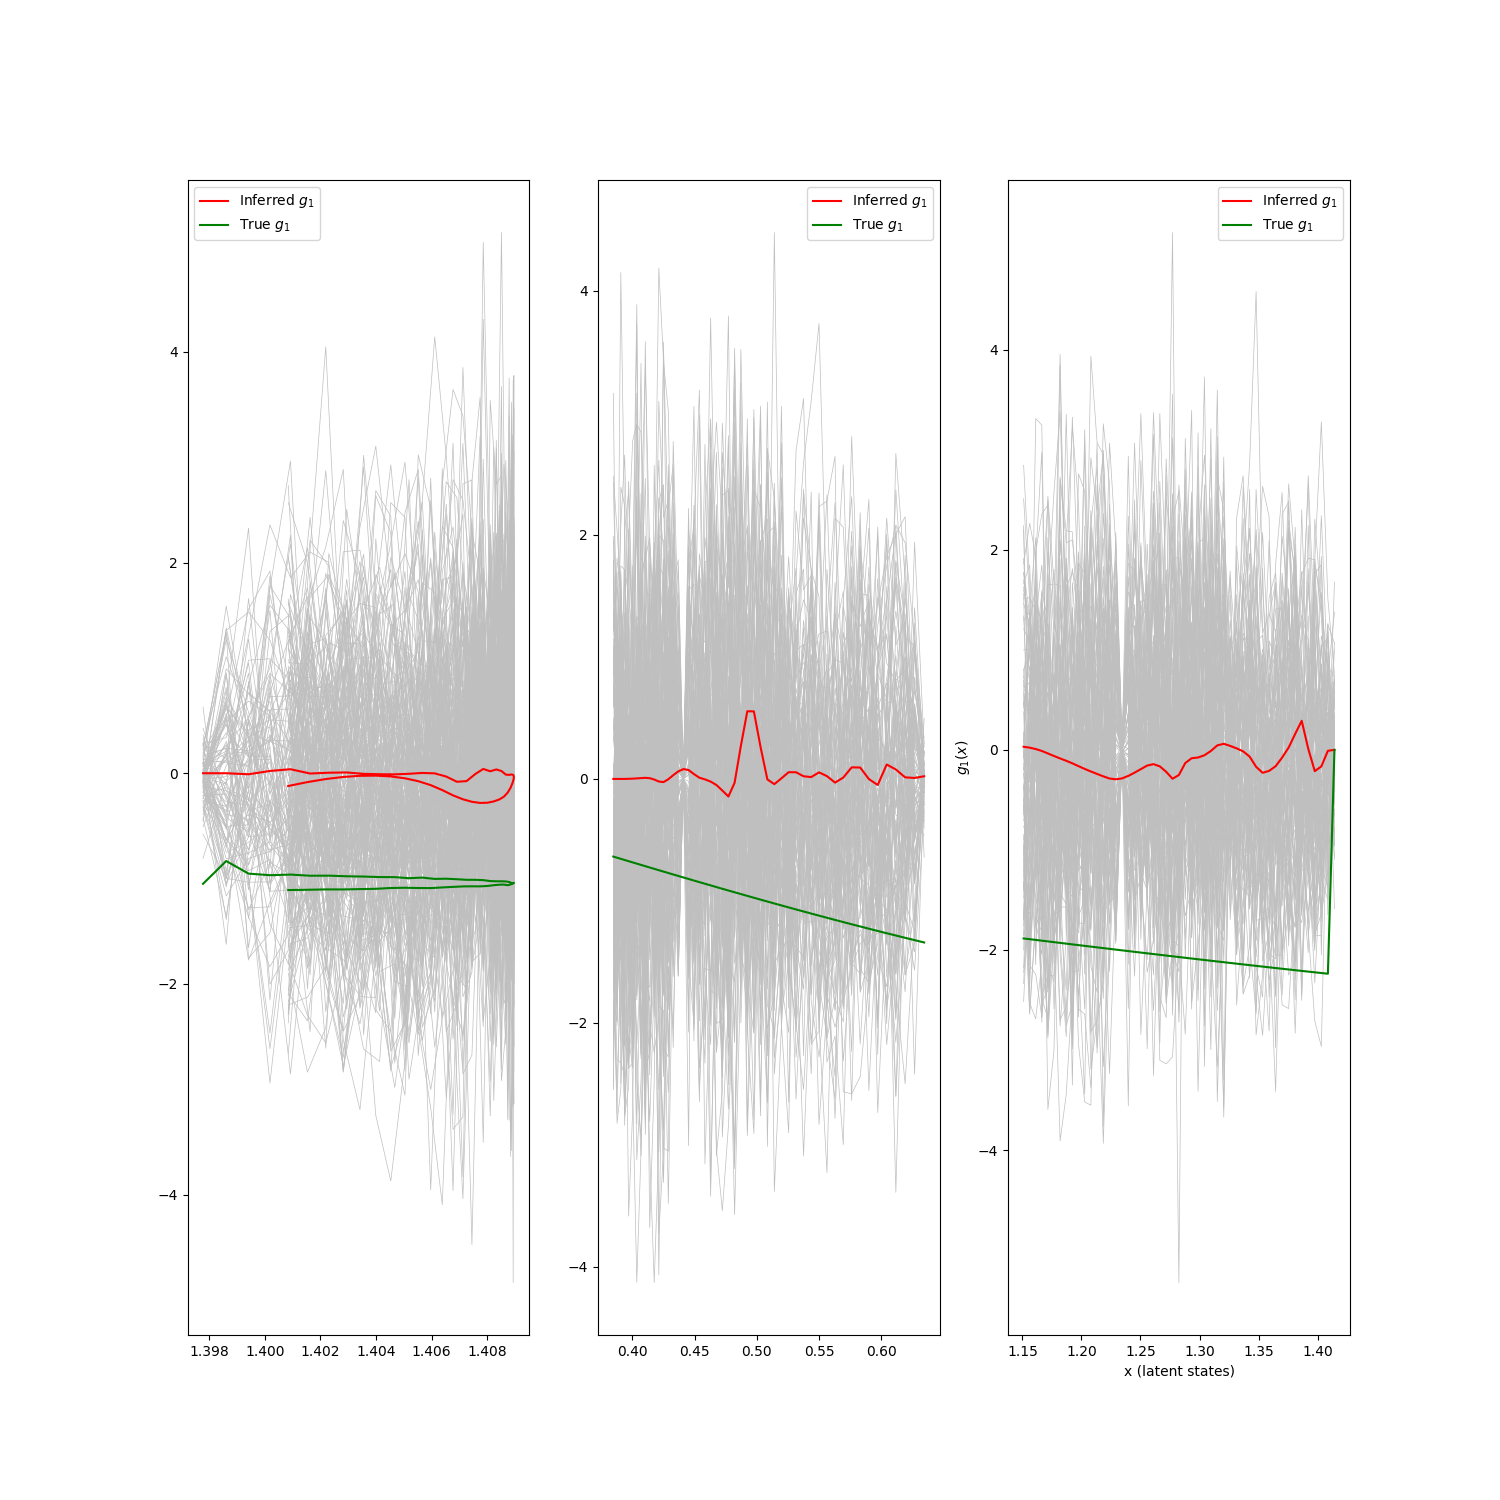 Inferred g₁
True g₁
4
2
0
−2
−4
1.398 1.400 1.402 1.404 1.406 1.408
Inferred g₁
True g₁
4
2
0
−2
−4
0.40 0.45 0.50 0.55 0.60
Inferred g₁
True g₁
g₁(x)
4
2
0
−2
−4
1.15 1.20 1.25 1.30 1.35 1.40
x (latent states)